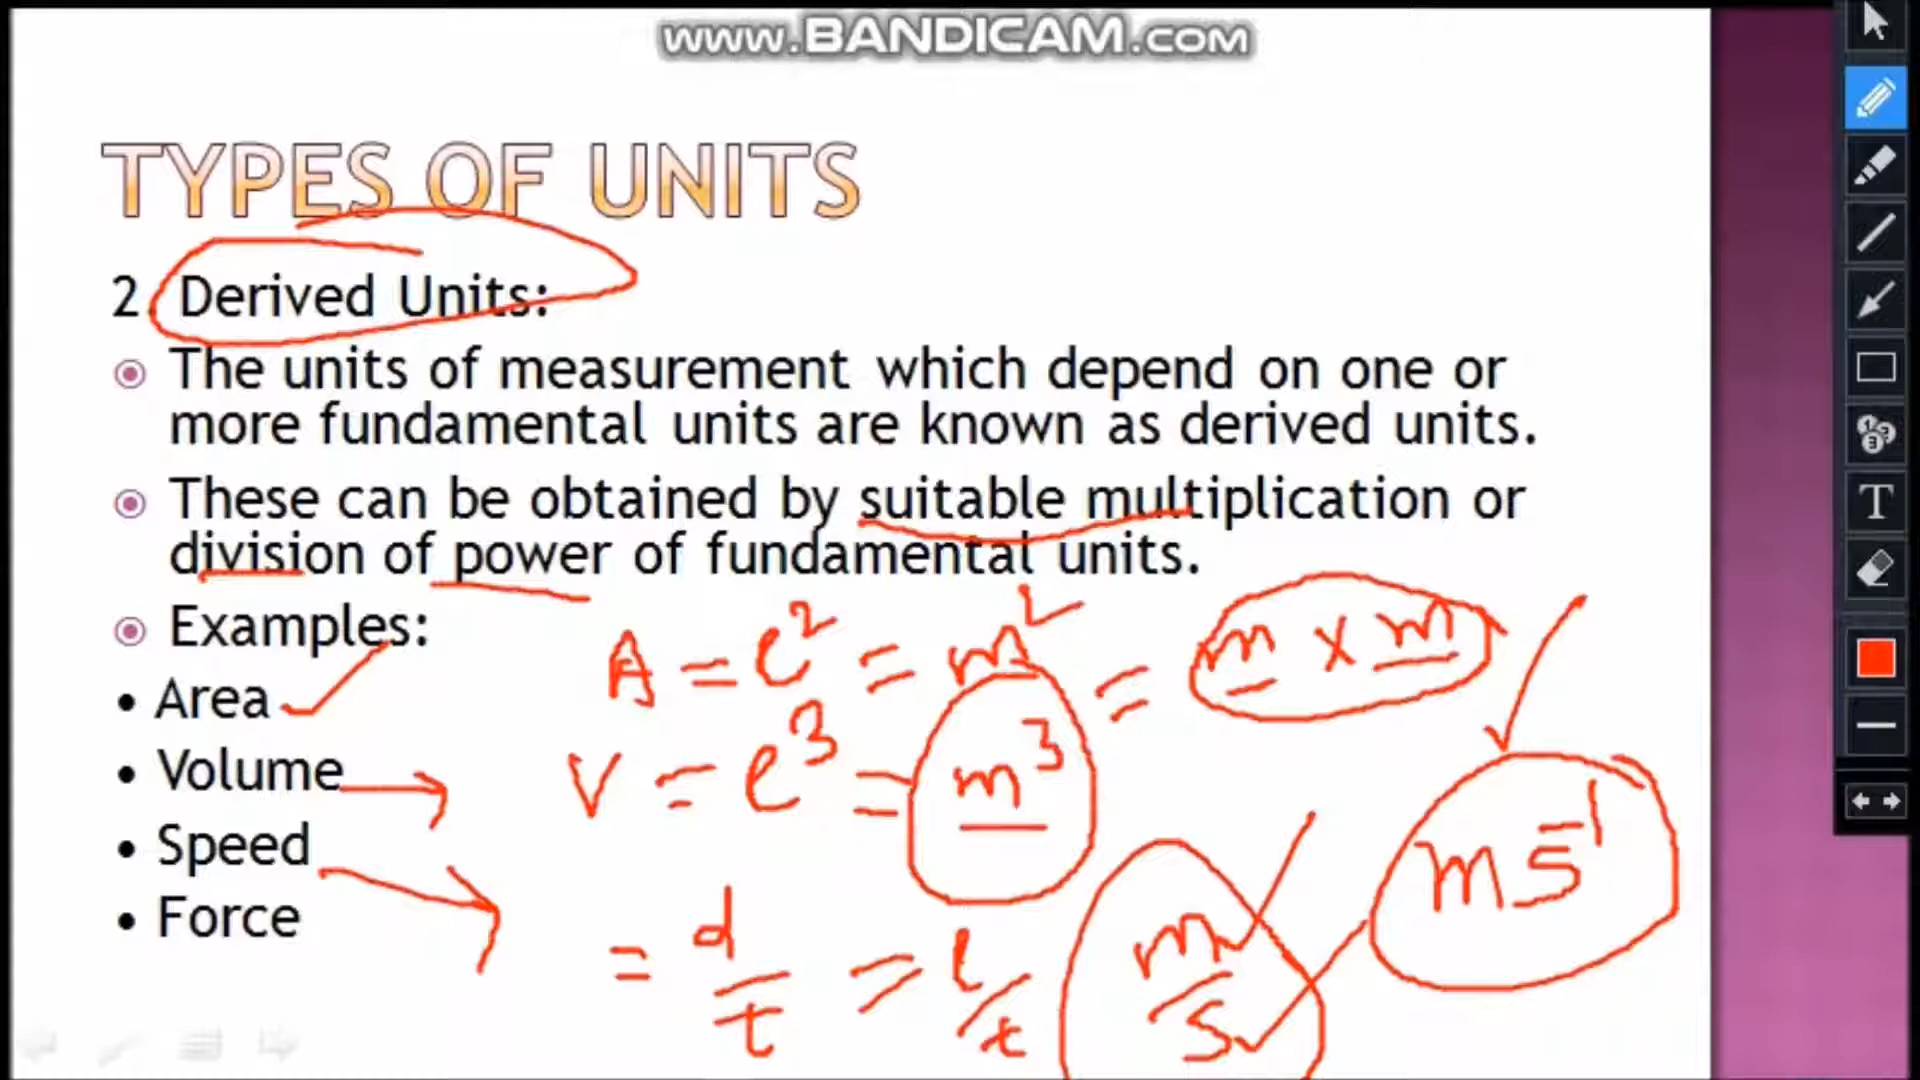 www.BANDICAM.com
TYPES OF UNITS
2 Derived Units:
The units of measurement which depend on one or
more fundamental units are known as derived units.
These can be obtained by suitable multiplication or
division of power of fundamental units.
Examples:
• Area
• Volume
• Speed
• Force
A = l² = m² = m x m
V = l³ = m³
= d/t = l/t m/s
ms⁻¹
T